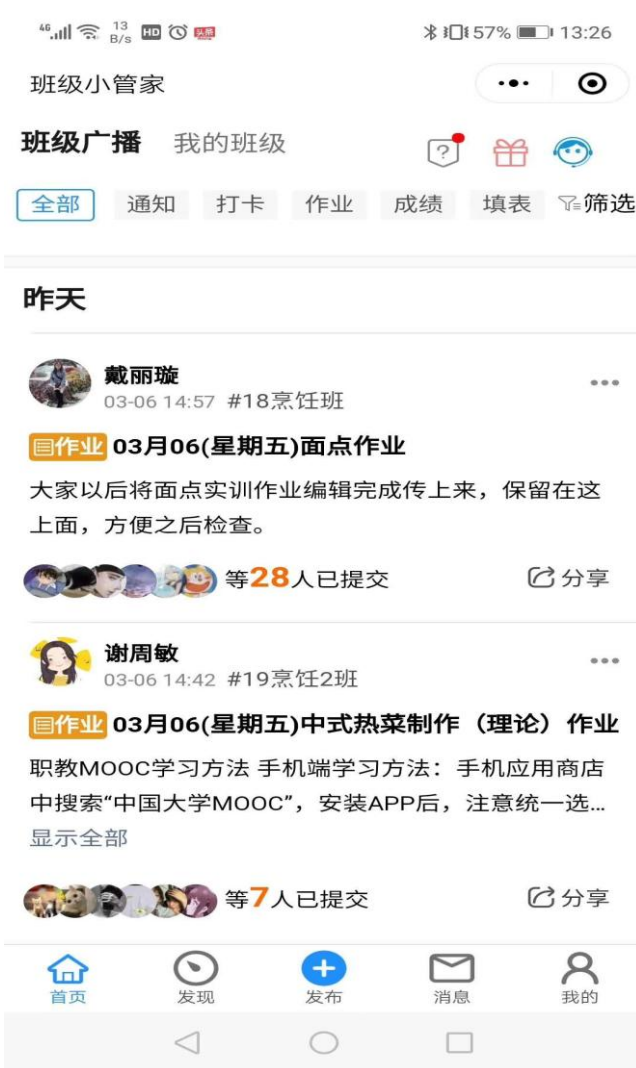 4G 13 B/s HD 头条 57% 13:26
班级小管家
班级广播 我的班级
全部 通知 打卡 作业 成绩 填表 筛选
昨天
戴丽璇
03-06 14:57 #18烹饪班
作业 03月06(星期五)面点作业
大家以后将面点实训作业编辑完成传上来，保留在这
上面，方便之后检查。
等28人已提交 分享
谢周敏
03-06 14:42 #19烹饪2班
作业 03月06(星期五)中式热菜制作（理论）作业
职教MOOC学习方法 手机端学习方法：手机应用商店
中搜索“中国大学MOOC”，安装APP后，注意统一选...
显示全部
等7人已提交 分享
首页 发现 发布 消息 我的